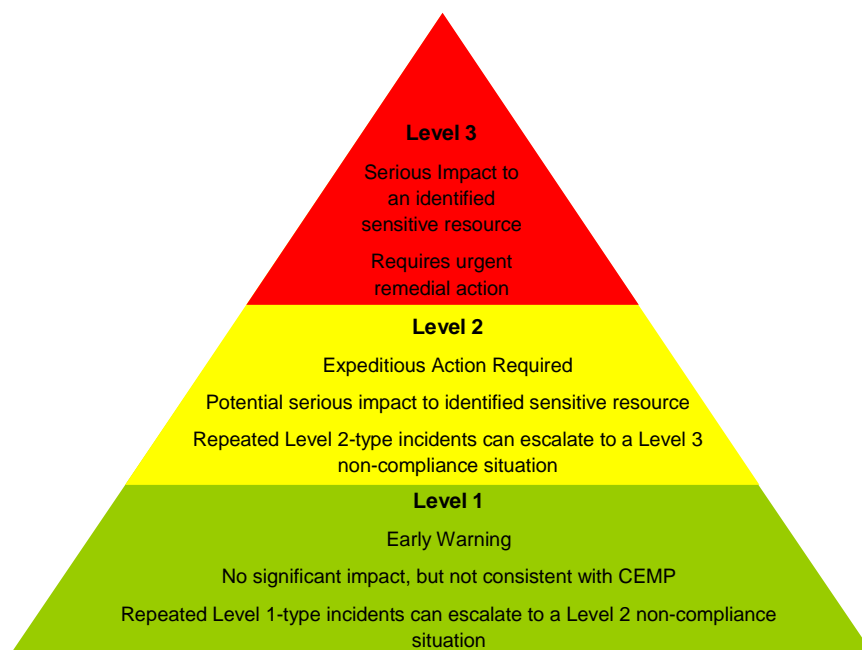 Level 3
Serious Impact to
an identified
sensitive resource
Requires urgent
remedial action
Level 2
Expeditious Action Required
Potential serious impact to identified sensitive resource
Repeated Level 2-type incidents can escalate to a Level 3
non-compliance situation
Level 1
Early Warning
No significant impact, but not consistent with CEMP
Repeated Level 1-type incidents can escalate to a Level 2 non-compliance
situation